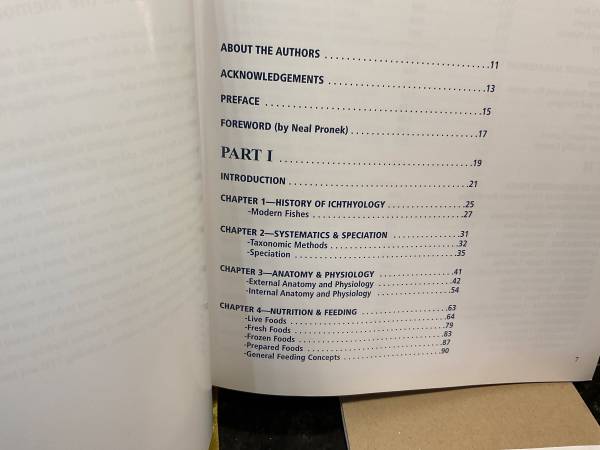 ABOUT THE AUTHORS ..................................11
ACKNOWLEDGEMENTS ................................13
PREFACE .............................................15
FOREWORD (by Neal Pronek) ..........................17
PART I ........................................19
INTRODUCTION ......................................21
CHAPTER 1—HISTORY OF ICHTHYOLOGY ..................25
-Modern Fishes ................................27
CHAPTER 2—SYSTEMATICS & SPECIATION ...............31
-Taxonomic Methods ...........................32
-Speciation ....................................35
CHAPTER 3—ANATOMY & PHYSIOLOGY .................41
-External Anatomy and Physiology .................42
-Internal Anatomy and Physiology .................54
CHAPTER 4—NUTRITION & FEEDING ...................63
-Live Foods ....................................64
-Fresh Foods ...................................79
-Frozen Foods ..................................83
-Prepared Foods ................................87
-General Feeding Concepts .......................90
7